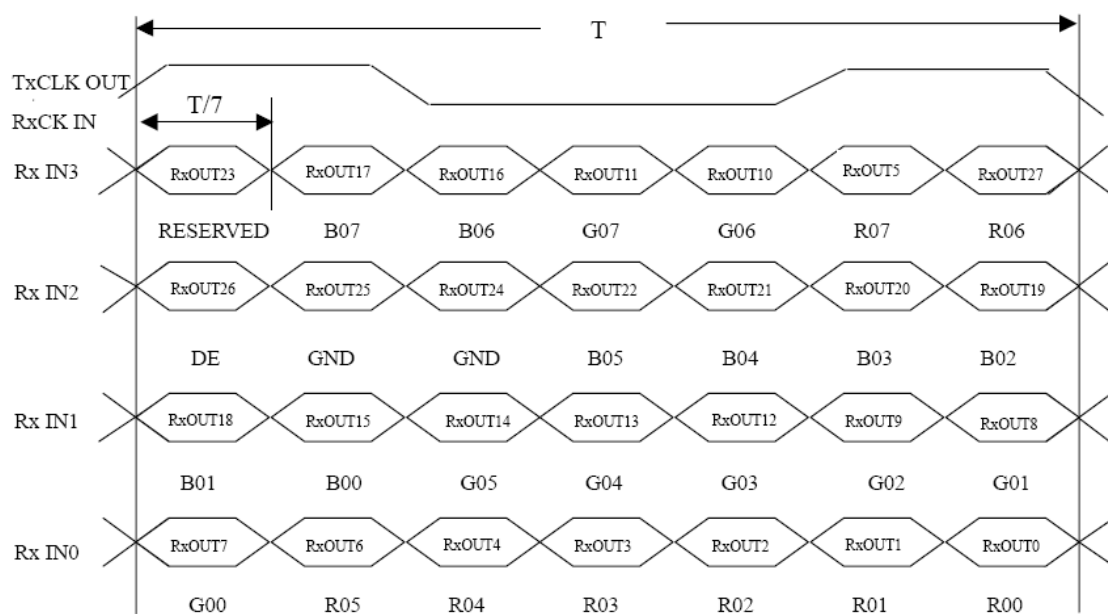 T
TxCLK OUT
T/7
RxCK IN
Rx IN3 RxOUT23 RxOUT17 RxOUT16 RxOUT11 RxOUT10 RxOUT5 RxOUT27
RESERVED B07 B06 G07 G06 R07 R06
Rx IN2 RxOUT26 RxOUT25 RxOUT24 RxOUT22 RxOUT21 RxOUT20 RxOUT19
DE GND GND B05 B04 B03 B02
Rx IN1 RxOUT18 RxOUT15 RxOUT14 RxOUT13 RxOUT12 RxOUT9 RxOUT8
B01 B00 G05 G04 G03 G02 G01
Rx IN0 RxOUT7 RxOUT6 RxOUT4 RxOUT3 RxOUT2 RxOUT1 RxOUT0
G00 R05 R04 R03 R02 R01 R00